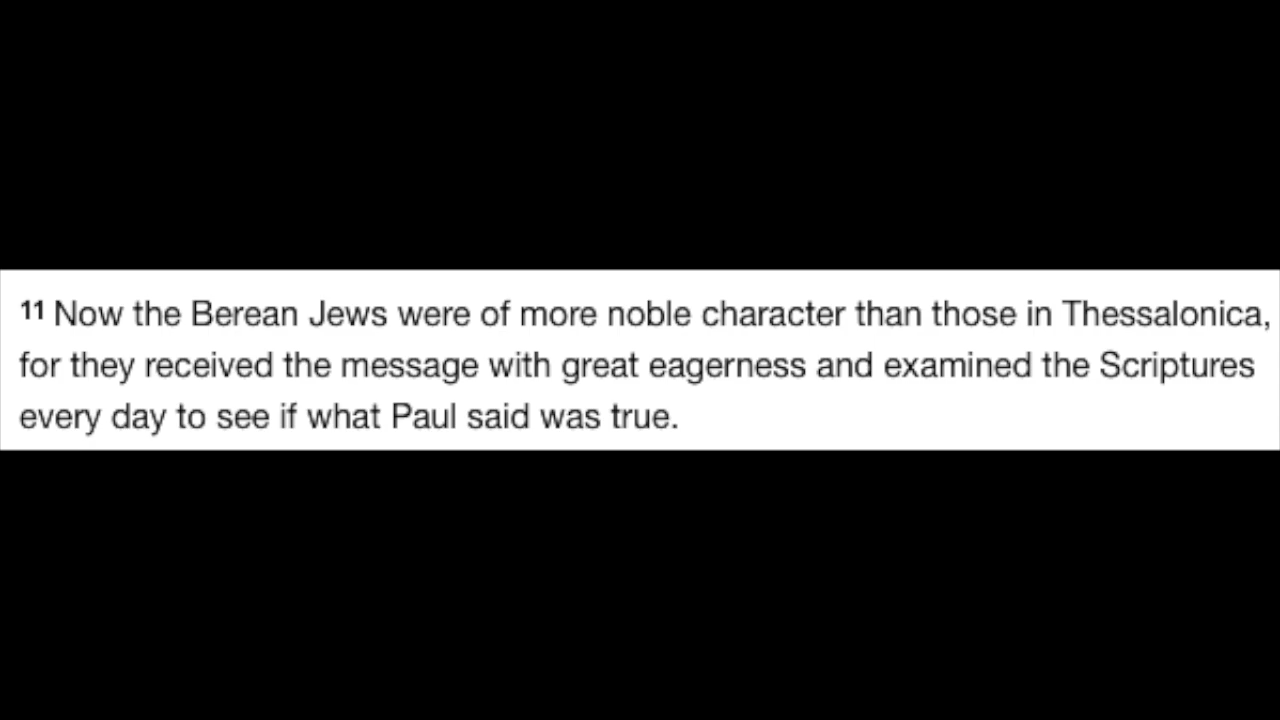 11 Now the Berean Jews were of more noble character than those in Thessalonica,
for they received the message with great eagerness and examined the Scriptures
every day to see if what Paul said was true.